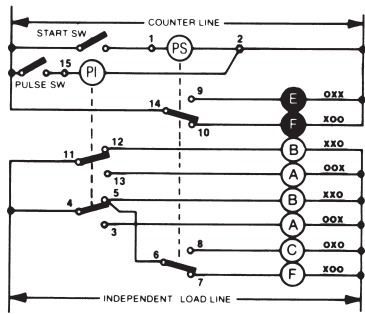 COUNTER LINE
START SW
1
PS
2
15
PI
PULSE SW
9
E
OXX
14
10
F
XOO
12
B
XXO
11
13
A
OOX
5
B
XXO
4
3
A
OOX
8
C
OXO
6
7
F
XOO
INDEPENDENT LOAD LINE